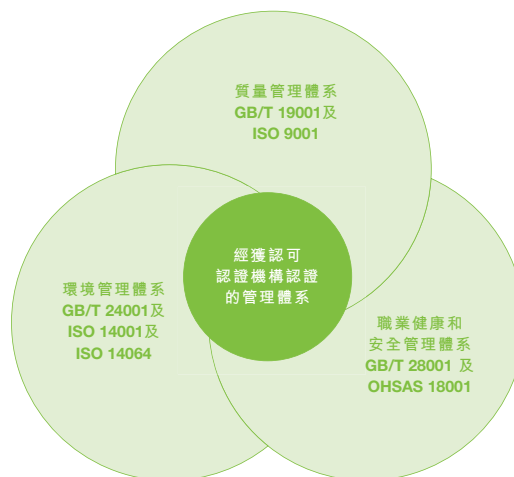 質量管理體系
GB/T 19001及
ISO 9001
經獲認可
認證機構認證
的管理體系
環境管理體系
GB/T 24001及
ISO 14001及
ISO 14064
職業健康和
安全管理體系
GB/T 28001 及
OHSAS 18001